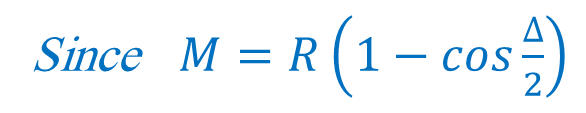 Since M = R(1 − cos Δ/2)